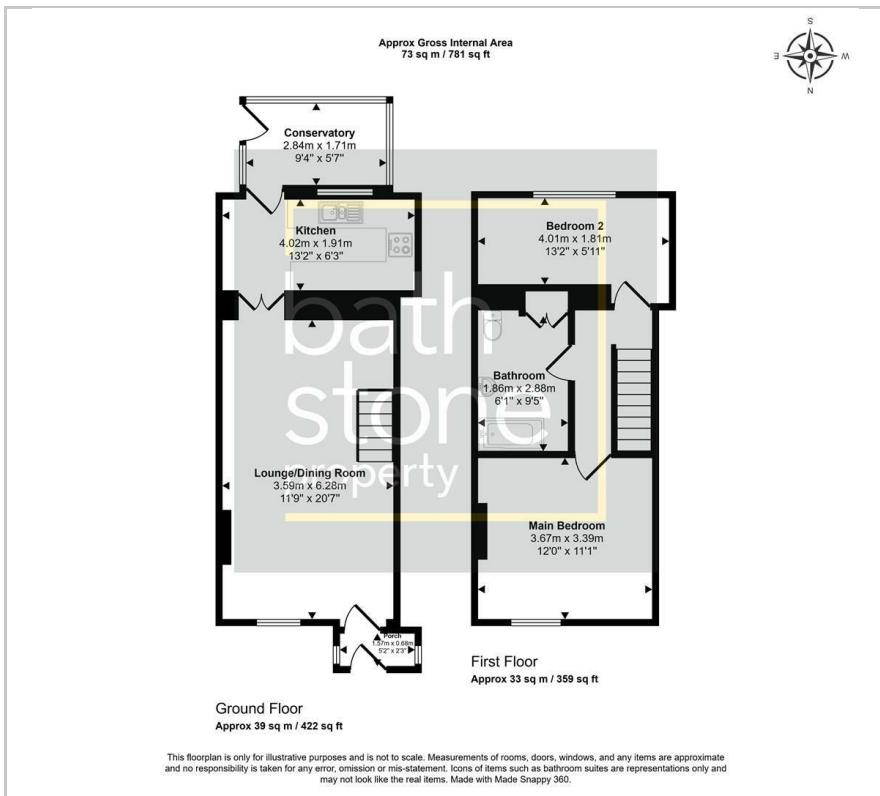 Approx Gross Internal Area
73 sq m / 781 sq ft
S
E
W
N
Conservatory
2.84m x 1.71m
9'4" x 5'7"
Kitchen
4.02m x 1.91m
13'2" x 6'3"
Bedroom 2
4.01m x 1.81m
13'2" x 5'11"
bath
stone
property
Bathroom
1.86m x 2.88m
6'1" x 9'5"
Lounge/Dining Room
3.59m x 6.28m
11'9" x 20'7"
Main Bedroom
3.67m x 3.39m
12'0" x 11'1"
Porch
1.57m x 0.68m
5'2" x 2'3"
First Floor
Approx 33 sq m / 359 sq ft
Ground Floor
Approx 39 sq m / 422 sq ft
This floorplan is only for illustrative purposes and is not to scale. Measurements of rooms, doors, windows, and any items are approximate
and no responsibility is taken for any error, omission or mis-statement. Icons of items such as bathroom suites are representations only and
may not look like the real items. Made with Made Snappy 360.